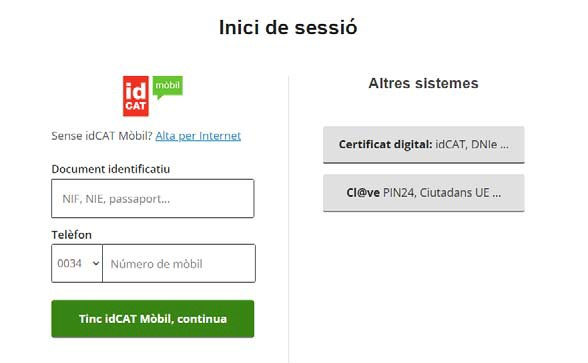 Inici de sessió
id
CAT
mòbil
Sense idCAT Mòbil? Alta per Internet
Document identificatiu
NIF, NIE, passaport...
Telèfon
0034
Número de mòbil
Tinc idCAT Mòbil, continua
Altres sistemes
Certificat digital: idCAT, DNIe ...
Cl@ve PIN24, Ciutadans UE ...